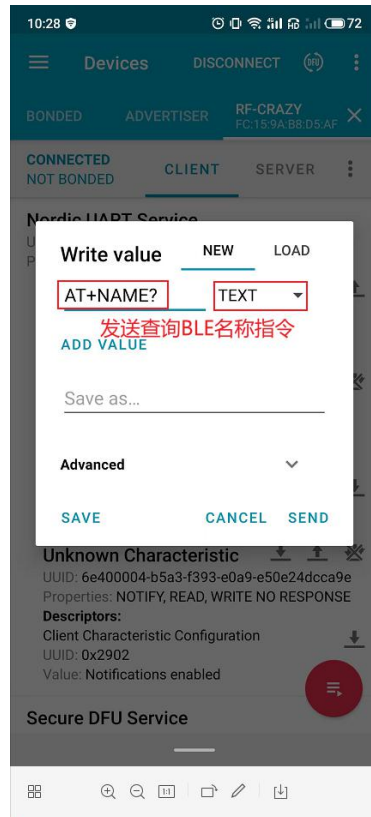 10:28 72
Devices DISCONNECT DFU
BONDED ADVERTISER RF-CRAZY
FC:15:9A:B8:D5:AF
CONNECTED
NOT BONDED CLIENT SERVER
Nordic UART Service
Write value NEW LOAD
AT+NAME? TEXT
发送查询BLE名称指令
ADD VALUE
Save as...
Advanced
SAVE CANCEL SEND
Unknown Characteristic
UUID: 6e400004-b5a3-f393-e0a9-e50e24dcca9e
Properties: NOTIFY, READ, WRITE NO RESPONSE
Descriptors:
Client Characteristic Configuration
UUID: 0x2902
Value: Notifications enabled
Secure DFU Service
1:1